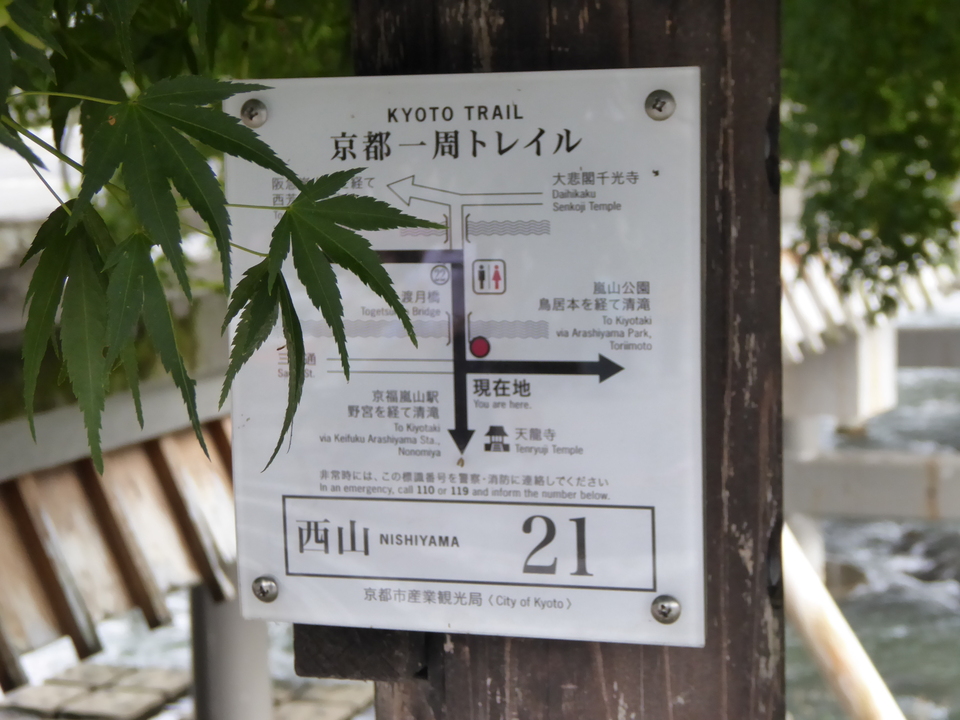 KYOTO TRAIL
京都一周トレイル
て
西
大悲閣千光寺
Daihikaku
Senkoji Temple
渡月橋
Bridge
嵐山公園
鳥居本を経て清滝
To Kiyotaki
via Arashiyama Park,
Toriimoto
三 通
St.
現在地
You are here.
京福嵐山駅
野宮を経て清滝
To Kiyotaki
via Keifuku Arashiyama Sta.,
Nonomiya
天龍寺
Tenryuji Temple
非常時には、この標識番号を警察・消防に連絡してください
In an emergency, call 110 or 119 and inform the number below.
西山 NISHIYAMA 21
京都市産業観光局〈City of Kyoto〉